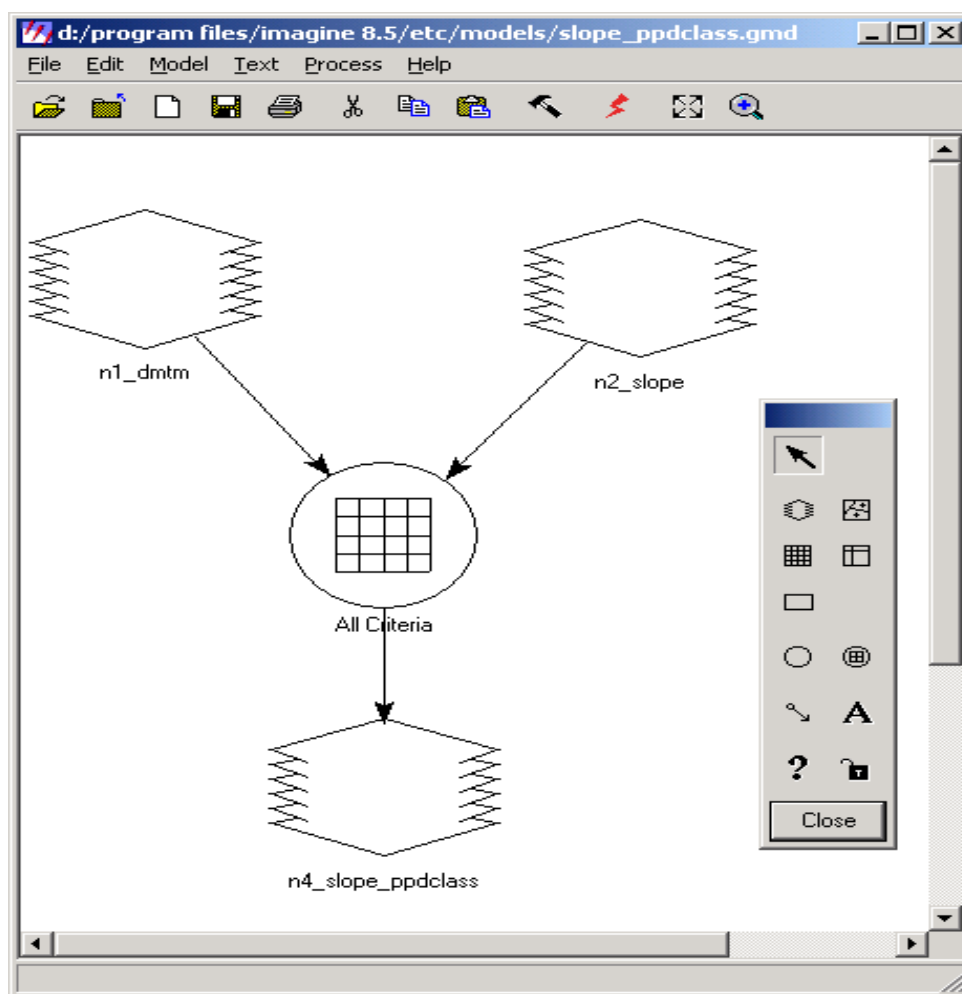 d:/program files/imagine 8.5/etc/models/slope_ppdclass.gmd
File Edit Model Text Process Help
n1_dmtm
n2_slope
All Criteria
A
?
Close
n4_slope_ppdclass